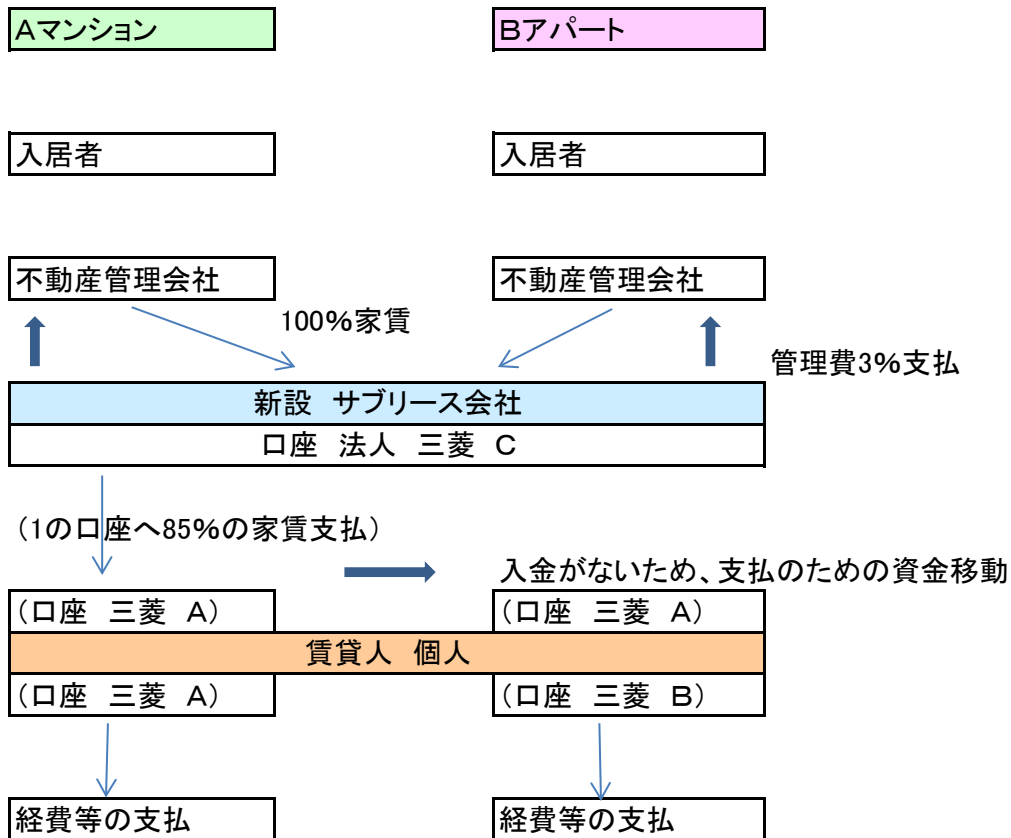 Aマンション
Bアパート
入居者
入居者
不動産管理会社
不動産管理会社
100%家賃
管理費3%支払
新設 サブリース会社
口座 法人 三菱 C
(1の口座へ85%の家賃支払)
入金がないため、支払のための資金移動
(口座 三菱 A)
(口座 三菱 A)
賃貸人 個人
(口座 三菱 A)
(口座 三菱 B)
経費等の支払
経費等の支払